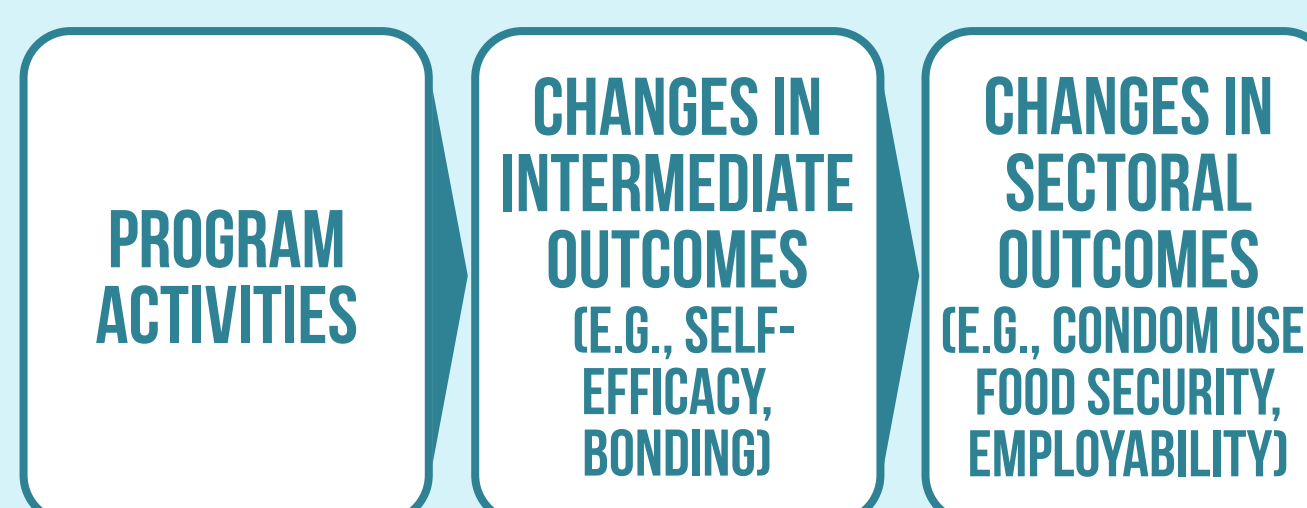 PROGRAM
ACTIVITIES
CHANGES IN
INTERMEDIATE
OUTCOMES
(E.G., SELF-
EFFICACY,
BONDING)
CHANGES IN
SECTORAL
OUTCOMES
(E.G., CONDOM USE
FOOD SECURITY,
EMPLOYABILITY)